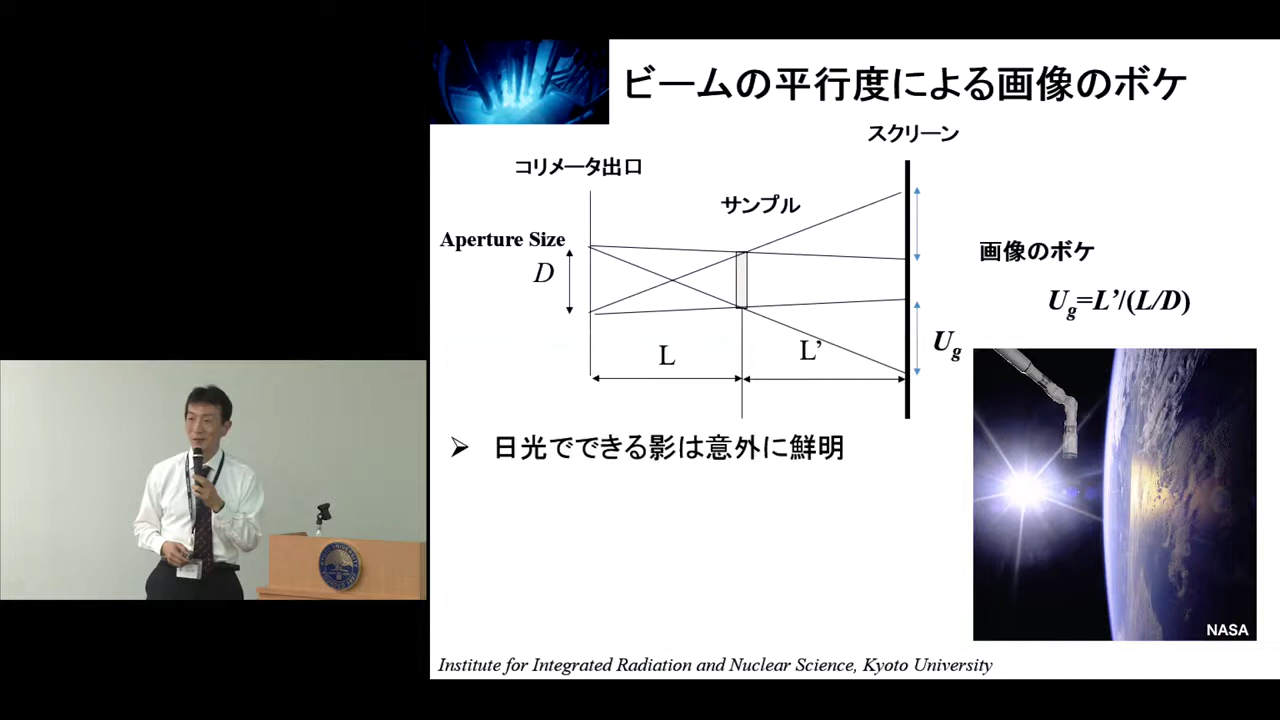 ビームの平行度による画像のボケ
スクリーン
コリメータ出口
サンプル
Aperture Size
D
画像のボケ
Ug=L’/(L/D)
L
L’
Ug
日光でできる影は意外に鮮明
NASA
Institute for Integrated Radiation and Nuclear Science, Kyoto University